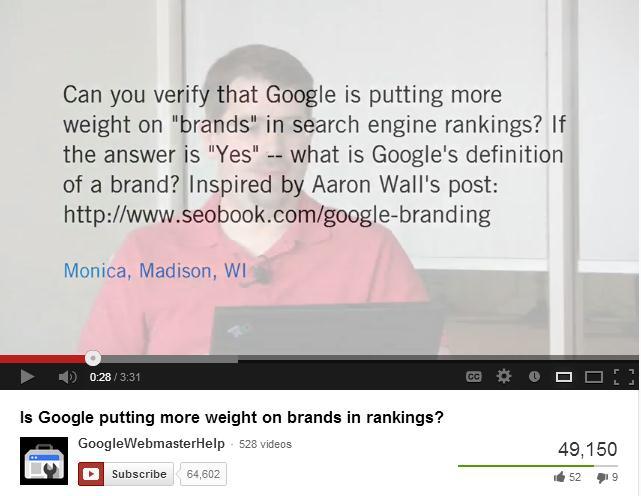 Can you verify that Google is putting more
weight on "brands" in search engine rankings? If
the answer is "Yes" -- what is Google's definition
of a brand? Inspired by Aaron Wall's post:
http://www.seobook.com/google-branding
Monica, Madison, WI
0:28 / 3:31
CC
Is Google putting more weight on brands in rankings?
GoogleWebmasterHelp · 528 videos
Subscribe 64,602
49,150
52 9